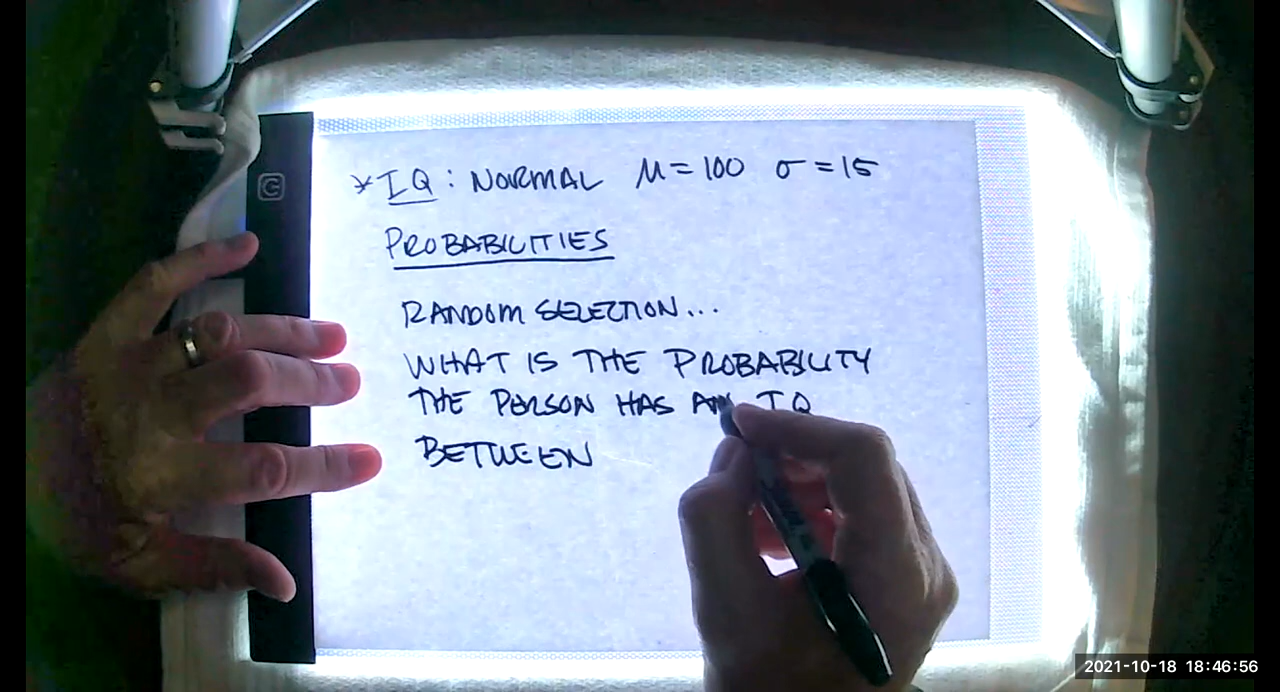 *IQ: NORMAL μ=100 σ=15
PROBABILITIES
RANDOM SELECTION...
WHAT IS THE PROBABILITY
THE PERSON HAS AN IQ
BETWEEN
2021-10-18 18:46:56